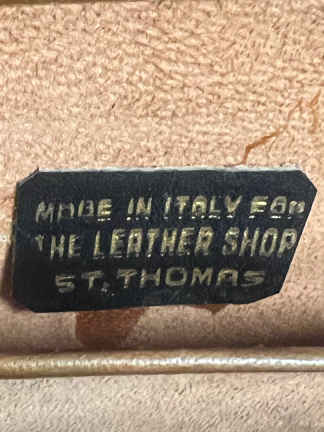 MADE IN ITALY FOR
THE LEATHER SHOP
ST. THOMAS